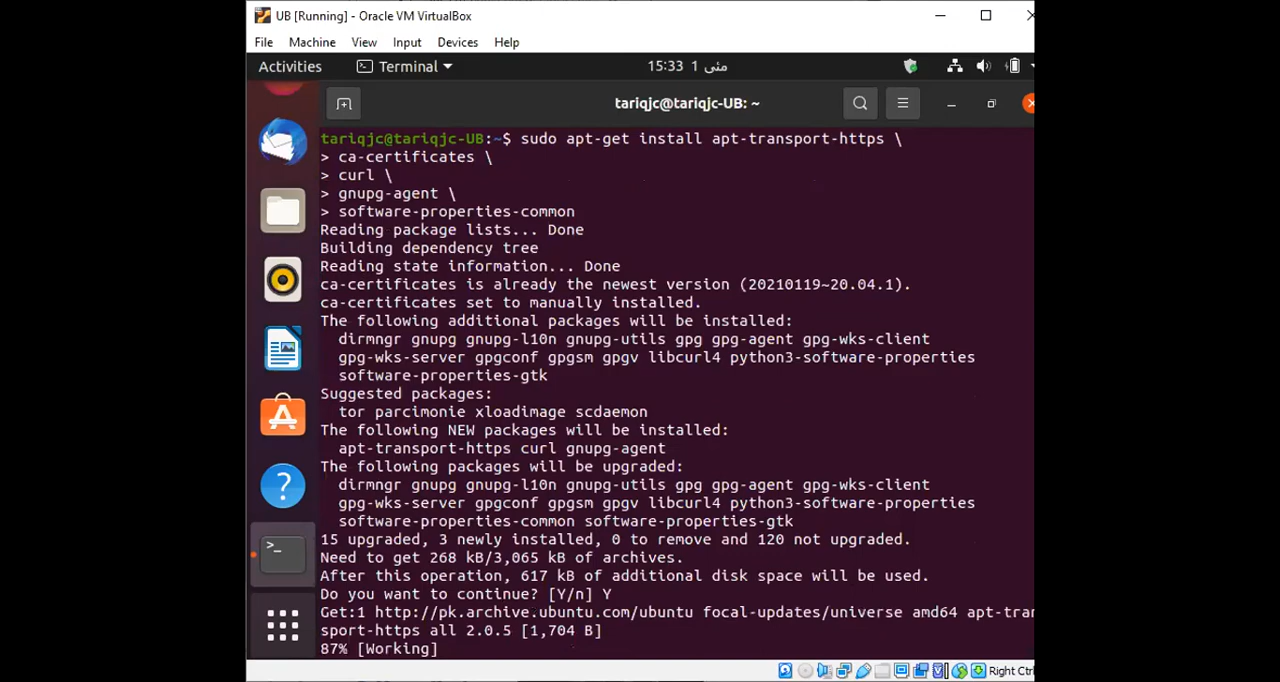 UB [Running] - Oracle VM VirtualBox
File Machine View Input Devices Help
Activities Terminal 15:33 1 مئی
tariqjc@tariqjc-UB: ~
tariqjc@tariqjc-UB:~$ sudo apt-get install apt-transport-https \
> ca-certificates \
> curl \
> gnupg-agent \
> software-properties-common
Reading package lists... Done
Building dependency tree
Reading state information... Done
ca-certificates is already the newest version (20210119~20.04.1).
ca-certificates set to manually installed.
The following additional packages will be installed:
dirmngr gnupg gnupg-l10n gnupg-utils gpg gpg-agent gpg-wks-client
gpg-wks-server gpgconf gpgsm gpgv libcurl4 python3-software-properties
software-properties-gtk
Suggested packages:
tor parcimonie xloadimage scdaemon
The following NEW packages will be installed:
apt-transport-https curl gnupg-agent
The following packages will be upgraded:
dirmngr gnupg gnupg-l10n gnupg-utils gpg gpg-agent gpg-wks-client
gpg-wks-server gpgconf gpgsm gpgv libcurl4 python3-software-properties
software-properties-common software-properties-gtk
15 upgraded, 3 newly installed, 0 to remove and 120 not upgraded.
Need to get 268 kB/3,065 kB of archives.
After this operation, 617 kB of additional disk space will be used.
Do you want to continue? [Y/n] Y
Get:1 http://pk.archive.ubuntu.com/ubuntu focal-updates/universe amd64 apt-tran
sport-https all 2.0.5 [1,704 B]
87% [Working]
Right Ctrl